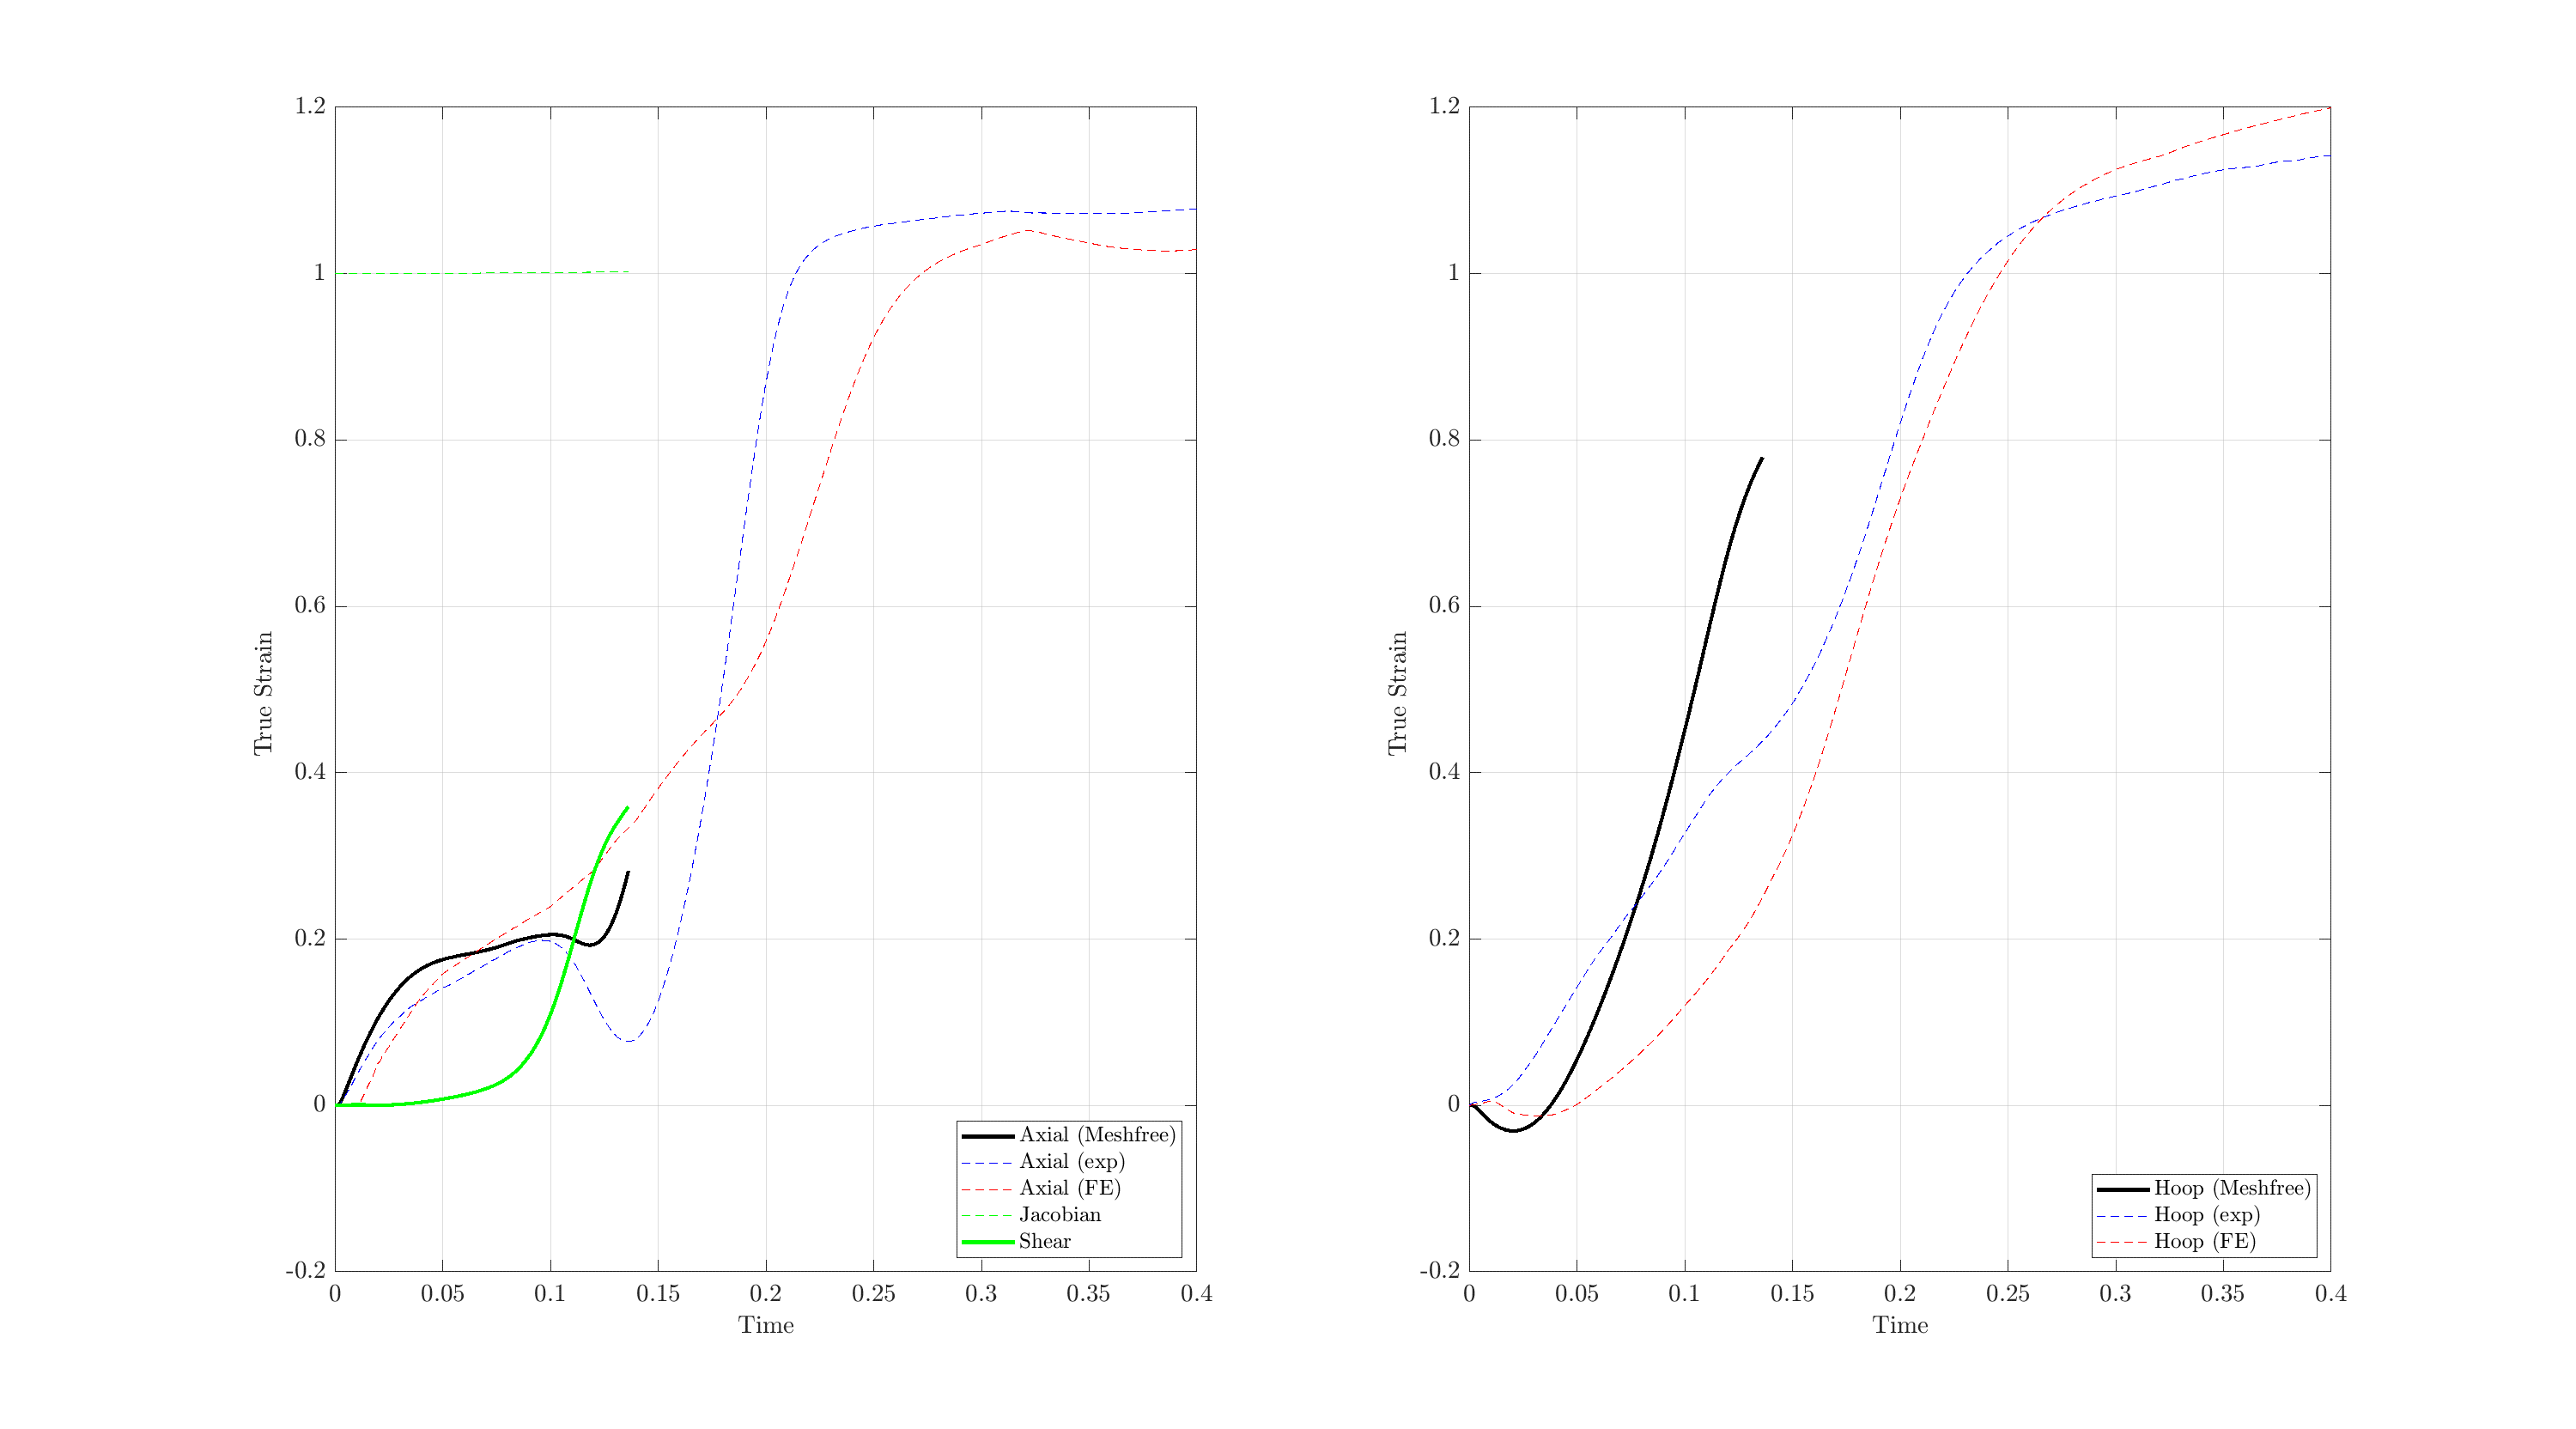 1.2
1
0.8
0.6
0.4
0.2
0
-0.2
True Strain
0 0.05 0.1 0.15 0.2 0.25 0.3 0.35 0.4
Time
Axial (Meshfree)
Axial (exp)
Axial (FE)
Jacobian
Shear
1.2
1
0.8
0.6
0.4
0.2
0
-0.2
True Strain
0 0.05 0.1 0.15 0.2 0.25 0.3 0.35 0.4
Time
Hoop (Meshfree)
Hoop (exp)
Hoop (FE)